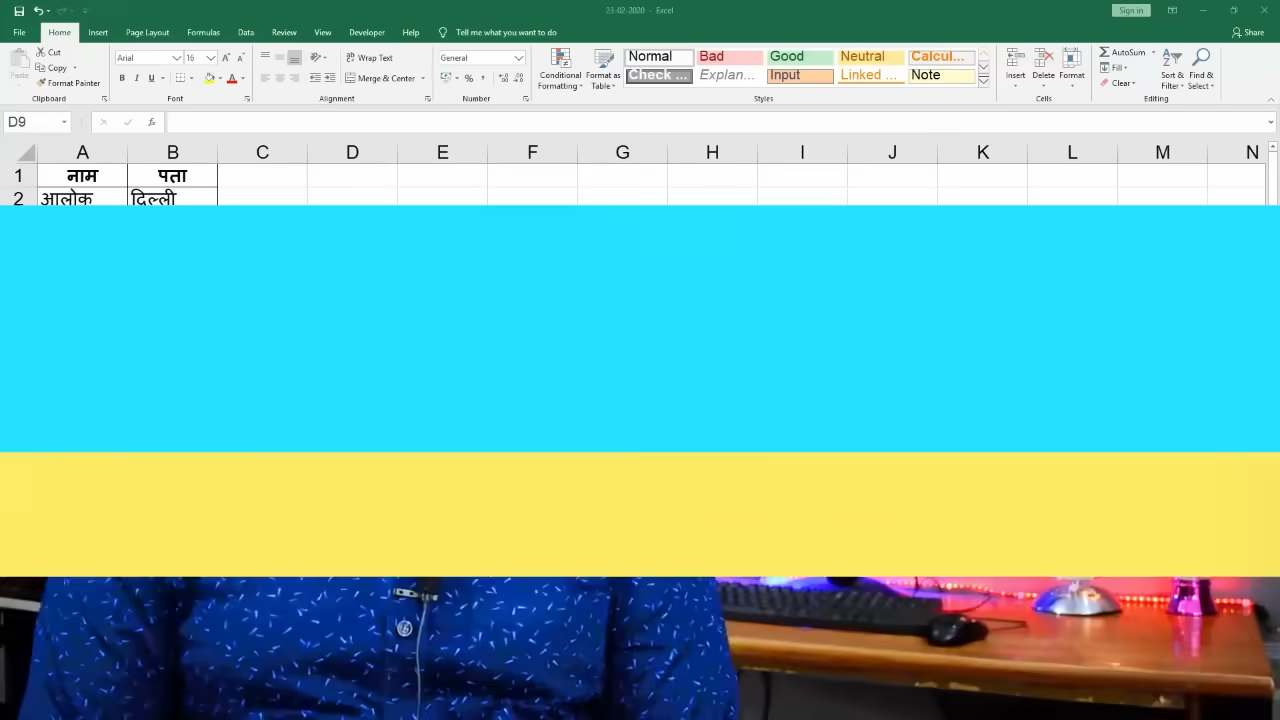 23-02-2020 - Excel
Sign in
File Home Insert Page Layout Formulas Data Review View Developer Help Tell me what you want to do Share
Cut
Copy
Format Painter
Paste
Clipboard
Arial 16
B I U
Font
Wrap Text
Merge & Center
Alignment
General
Number
Conditional Formatting
Format as Table
Normal Bad Good Neutral Calcul...
Check ... Explan... Input Linked ... Note
Styles
Insert Delete Format
Cells
AutoSum
Fill
Clear
Sort & Filter
Find & Select
Editing
D9 fx
A B C D E F G H I J K L M N
1 नाम पता
2 आलोक दिल्ली